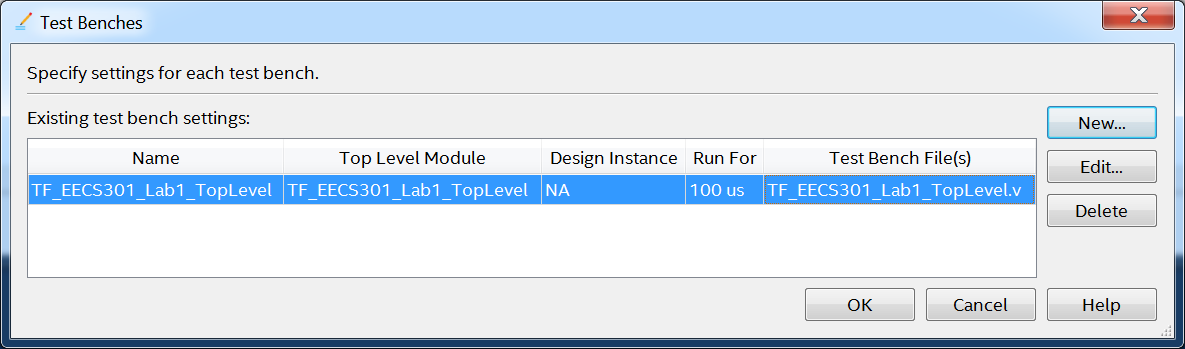 Test Benches
Specify settings for each test bench.
Existing test bench settings:
Name Top Level Module Design Instance Run For Test Bench File(s)
TF_EECS301_Lab1_TopLevel TF_EECS301_Lab1_TopLevel NA 100 us TF_EECS301_Lab1_TopLevel.v
New...
Edit...
Delete
OK Cancel Help